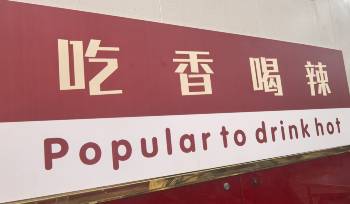 吃香喝辣
Popular to drink hot